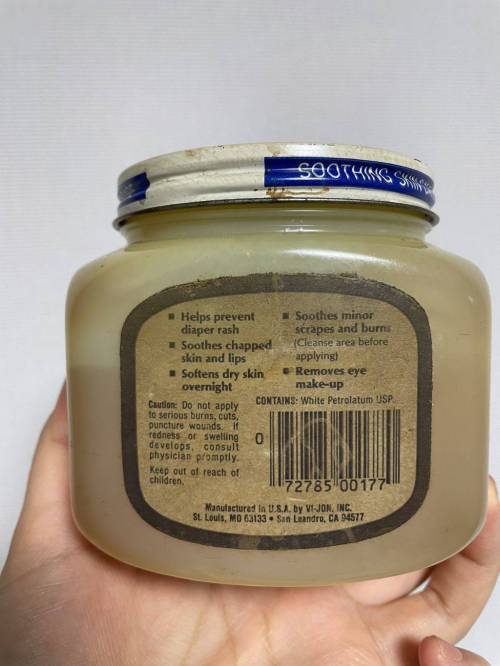 SOOTHING SKIN
■ Helps prevent
diaper rash
■ Soothes chapped
skin and lips
■ Softens dry skin
overnight
■ Soothes minor
scrapes and burns
(Cleanse area before
applying)
■ Removes eye
make-up
Caution: Do not apply
to serious burns, cuts,
puncture wounds. If
redness or swelling
develops, consult
physician promptly.
Keep out of reach of
children.
CONTAINS: White Petrolatum USP.
0
72785 00177
Manufactured in U.S.A. by VI-JON, INC.
St. Louis, MO 63133 • San Leandro, CA 94577